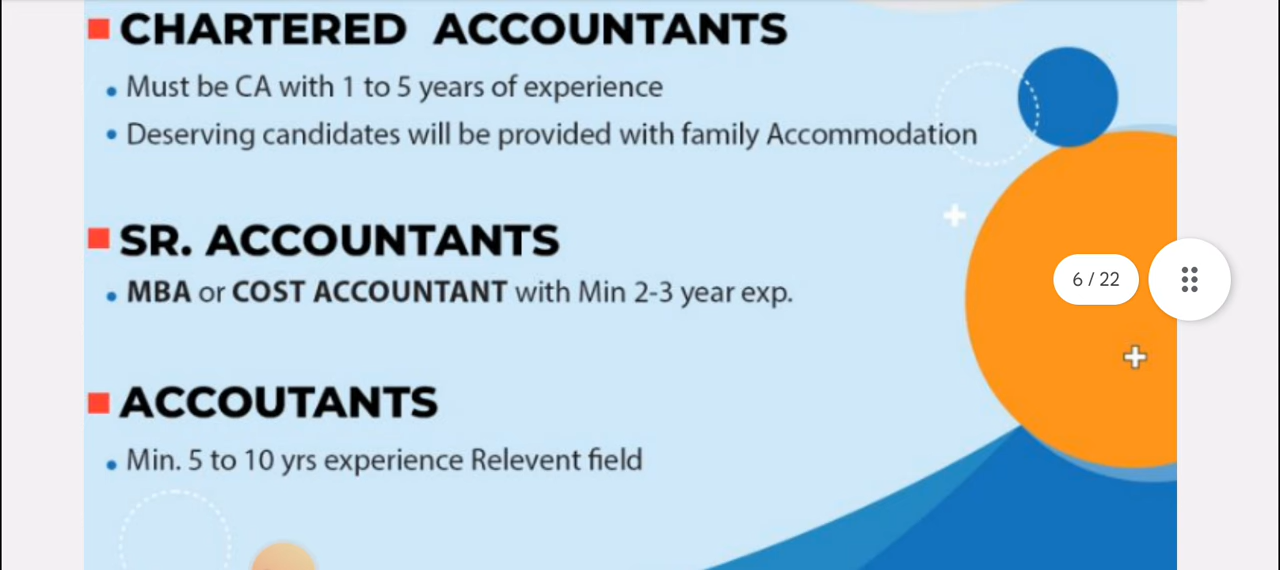 CHARTERED ACCOUNTANTS
Must be CA with 1 to 5 years of experience
Deserving candidates will be provided with family Accommodation
SR. ACCOUNTANTS
MBA or COST ACCOUNTANT with Min 2-3 year exp.
6 / 22
ACCOUTANTS
Min. 5 to 10 yrs experience Relevent field